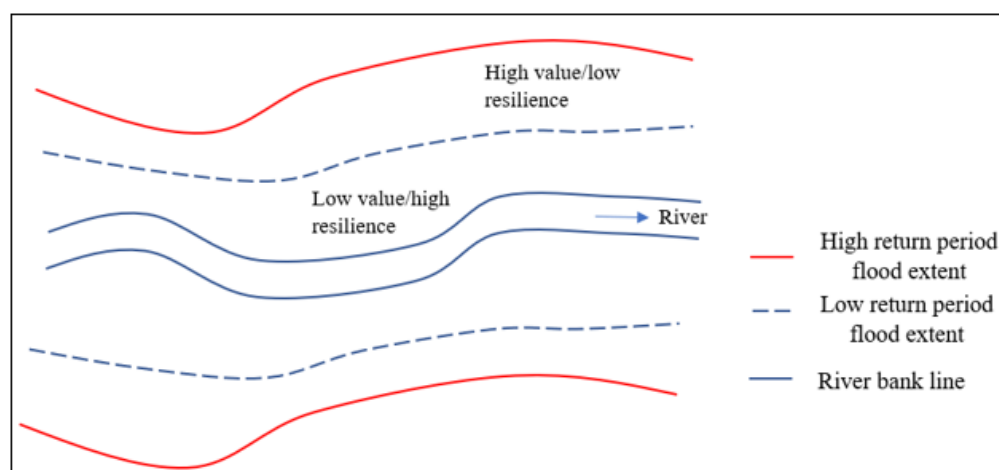 High value/low
resilience
Low value/high
resilience
River
High return period
flood extent
Low return period
flood extent
River bank line